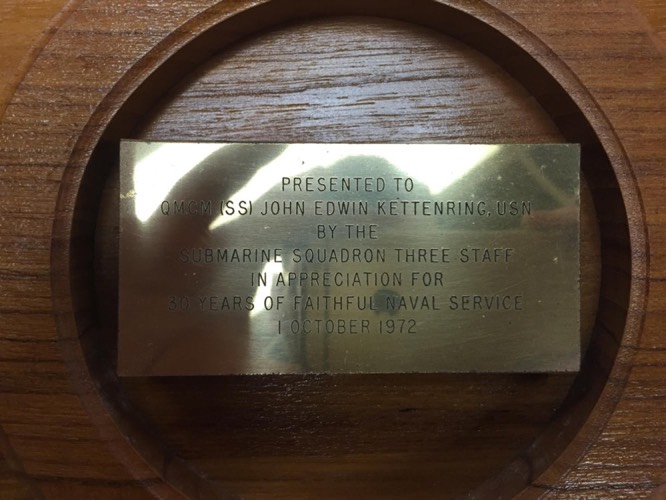 PRESENTED TO
QMCM (SS) JOHN EDWIN KETTENRING, USN
BY THE
SUBMARINE SQUADRON THREE STAFF
IN APPRECIATION FOR
30 YEARS OF FAITHFUL NAVAL SERVICE
1 OCTOBER 1972